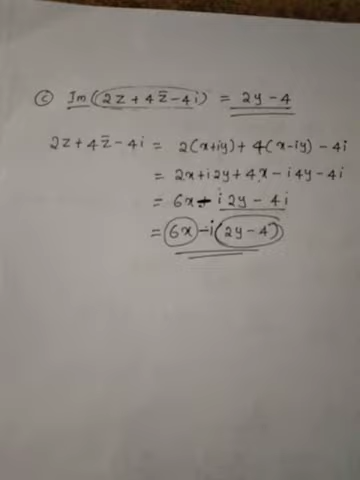 (c) Im(2z + 4z̄ - 4i) = 2y - 4
2z + 4z̄ - 4i = 2(x+iy) + 4(x-iy) - 4i
= 2x + i2y + 4x - i4y - 4i
= 6x - i2y - 4i
= 6x - i(2y - 4)